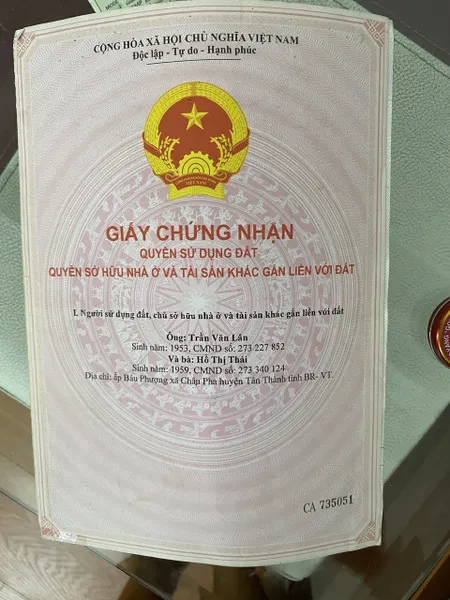 CỘNG HÒA XÃ HỘI CHỦ NGHĨA VIỆT NAM
Độc lập - Tự do - Hạnh phúc
VIỆT NAM
GIẤY CHỨNG NHẬN
QUYỀN SỬ DỤNG ĐẤT
QUYỀN SỞ HỮU NHÀ Ở VÀ TÀI SẢN KHÁC GẮN LIỀN VỚI ĐẤT
I. Người sử dụng đất, chủ sở hữu nhà ở và tài sản khác gắn liền với đất
Ông: Trần Văn Lân
Sinh năm: 1953, CMND số: 273 227 852
Và bà: Hồ Thị Thái
Sinh năm: 1959, CMND số: 273 340 124
Địa chỉ: ấp Bàu Phượng xã Châu Pha huyện Tân Thành tỉnh BR- VT.
CA 735051